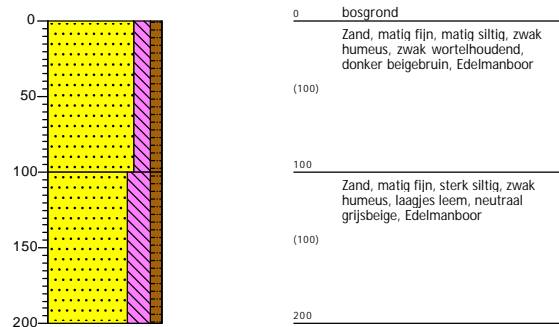 0
50
100
150
200
0 bosgrond
Zand, matig fijn, matig siltig, zwak
humeus, zwak wortelhoudend,
donker beigebruin, Edelmanboor
(100)
100
Zand, matig fijn, sterk siltig, zwak
humeus, laagjes leem, neutraal
grijsbeige, Edelmanboor
(100)
200